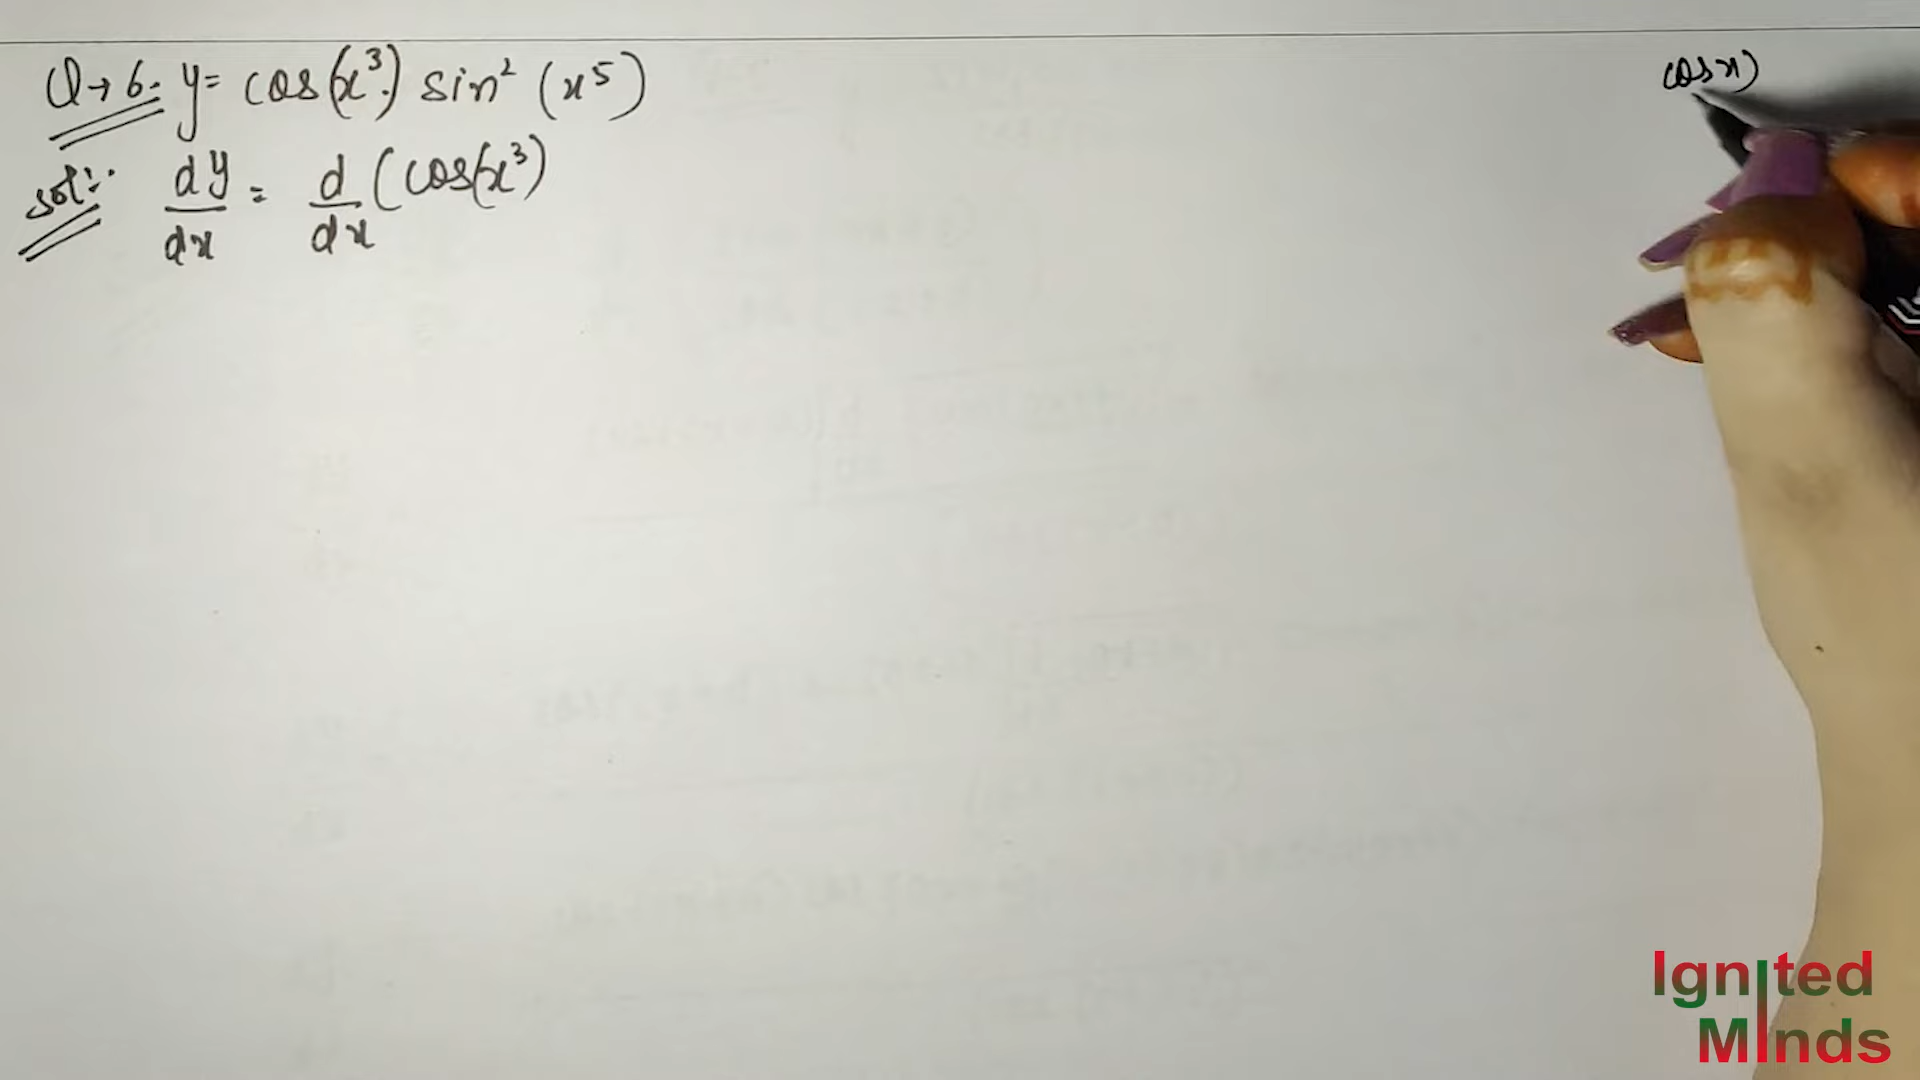 Q→6. y= cos(x³.) sin² (x⁵)
sol:- dy/dx = d/dx (cos(x³)
cos x)
Ignited
Minds